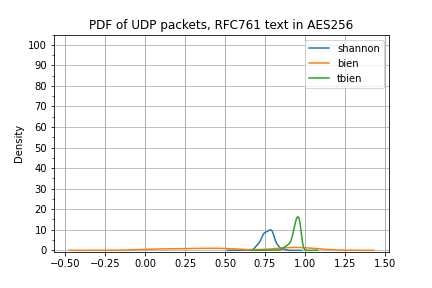 PDF of UDP packets, RFC761 text in AES256
100
90
80
70
60
50
40
30
20
10
0
Density
shannon
bien
tbien
−0.50 −0.25 0.00 0.25 0.50 0.75 1.00 1.25 1.50